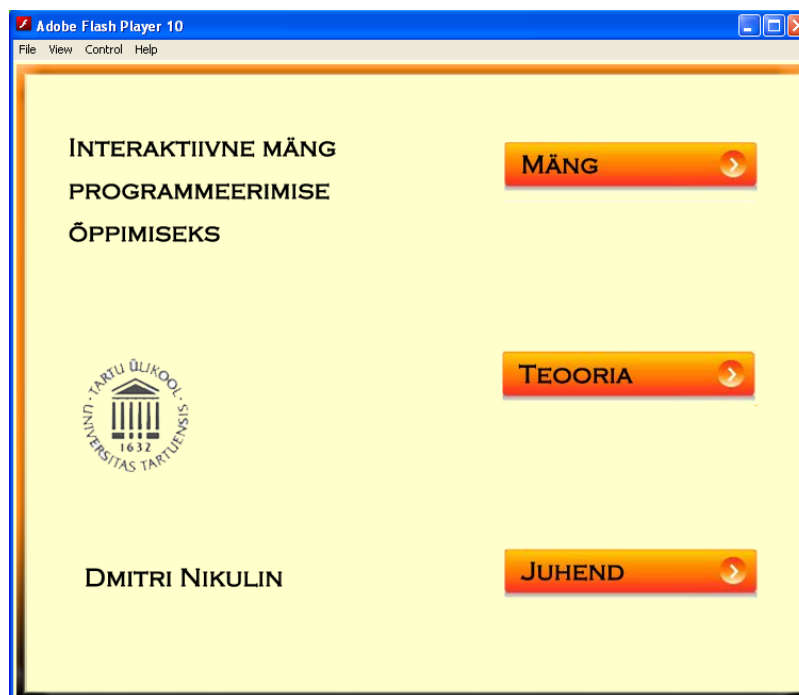 Adobe Flash Player 10
File View Control Help
INTERAKTIIVNE MÄNG
PROGRAMMEERIMISE
ÕPPIMISEKS
MÄNG
TEOORIA
TARTU ÜLIKOOL
UNIVERSITAS TARTUENSIS
1632
DMITRI NIKULIN
JUHEND